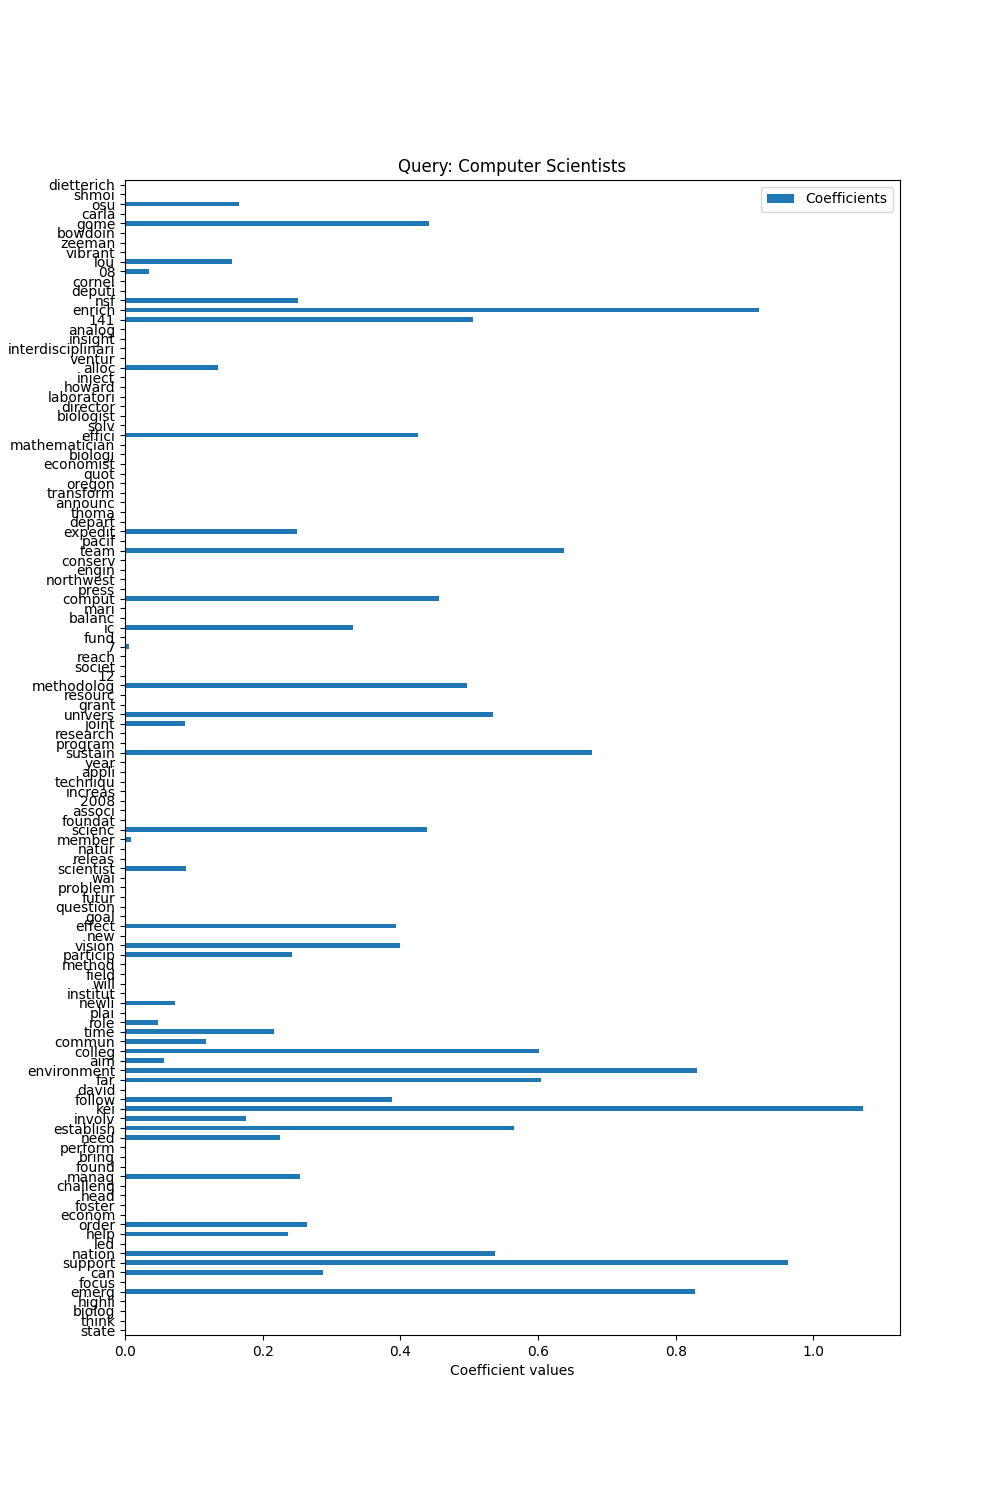 Query: Computer Scientists
Coefficients
dietterich
shmoi
osu
carla
gome
bowdoin
zeeman
vibrant
lou
08
cornel
deputi
nsf
enrich
141
analog
insight
interdisciplinari
ventur
alloc
inject
howard
laboratori
director
biologist
solv
effici
mathematician
biologi
economist
quot
oregon
transform
announc
thoma
depart
expedit
pacif
team
conserv
engin
northwest
press
comput
mari
balanc
ic
fund
7
reach
societ
12
methodolog
resourc
grant
univers
joint
research
program
sustain
year
appli
techniqu
increas
2008
associ
foundat
scienc
member
natur
releas
scientist
wai
problem
futur
question
goal
effect
new
vision
particip
method
field
will
institut
newli
plai
role
time
commun
colleg
aim
environment
far
david
follow
kei
involv
establish
need
perform
bring
found
manag
challeng
head
foster
econom
order
help
led
nation
support
can
focus
emerg
highli
biolog
think
state
0.0 0.2 0.4 0.6 0.8 1.0
Coefficient values